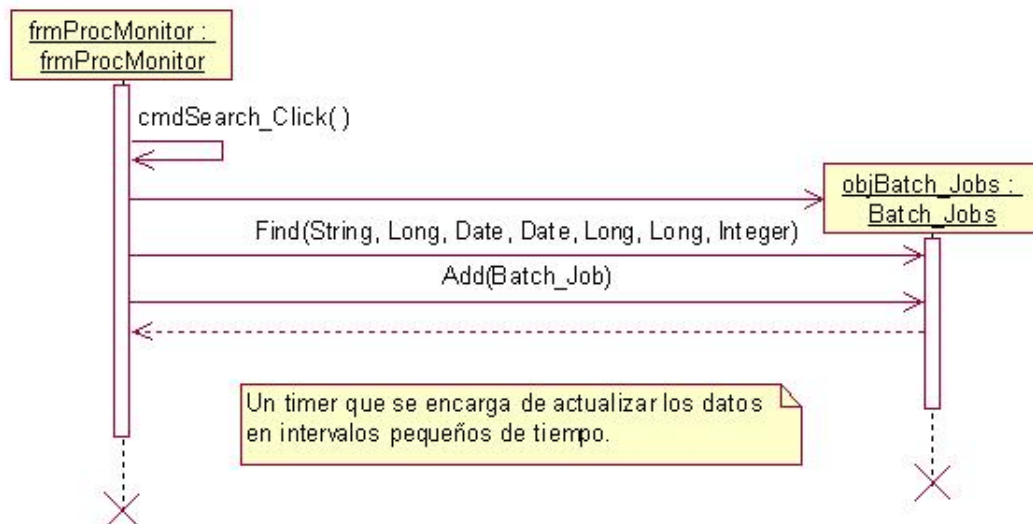 frmProcMonitor :
frmProcMonitor
cmdSearch_Click()
objBatch_Jobs :
Batch_Jobs
Find(String, Long, Date, Date, Long, Long, Integer)
Add(Batch_Job)
Un timer que se encarga de actualizar los datos
en intervalos pequeños de tiempo.